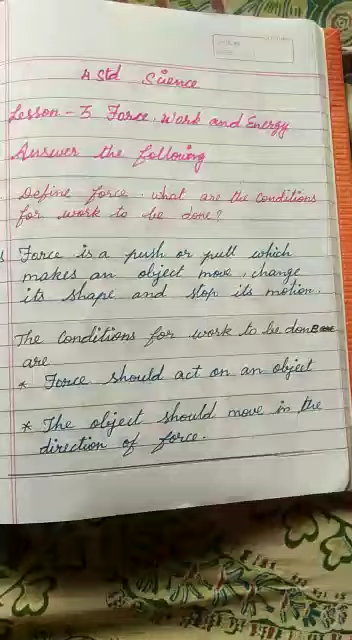 4 Std Science
Lesson - 3 Force, Work and Energy
Answer the following
Define force. What are the conditions
for work to be done?
Force is a push or pull which
makes an object move, change
its shape and stop its motion.
The conditions for work to be done
are
* Force should act on an object
* The object should move in the
direction of force.